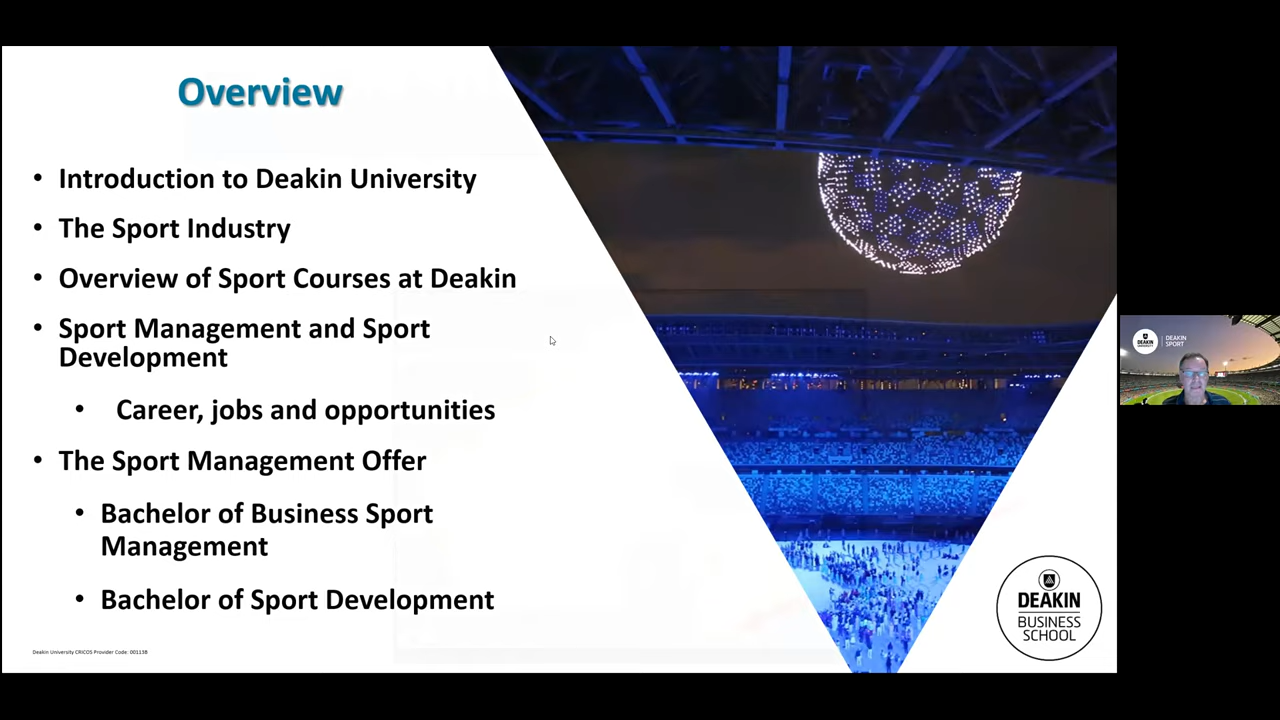 Overview
• Introduction to Deakin University
• The Sport Industry
• Overview of Sport Courses at Deakin
• Sport Management and Sport
Development
• Career, jobs and opportunities
• The Sport Management Offer
• Bachelor of Business Sport
Management
• Bachelor of Sport Development
Deakin University CRICOS Provider Code: 00113B
DEAKIN
BUSINESS
SCHOOL
DEAKIN
UNIVERSITY
DEAKIN
SPORT